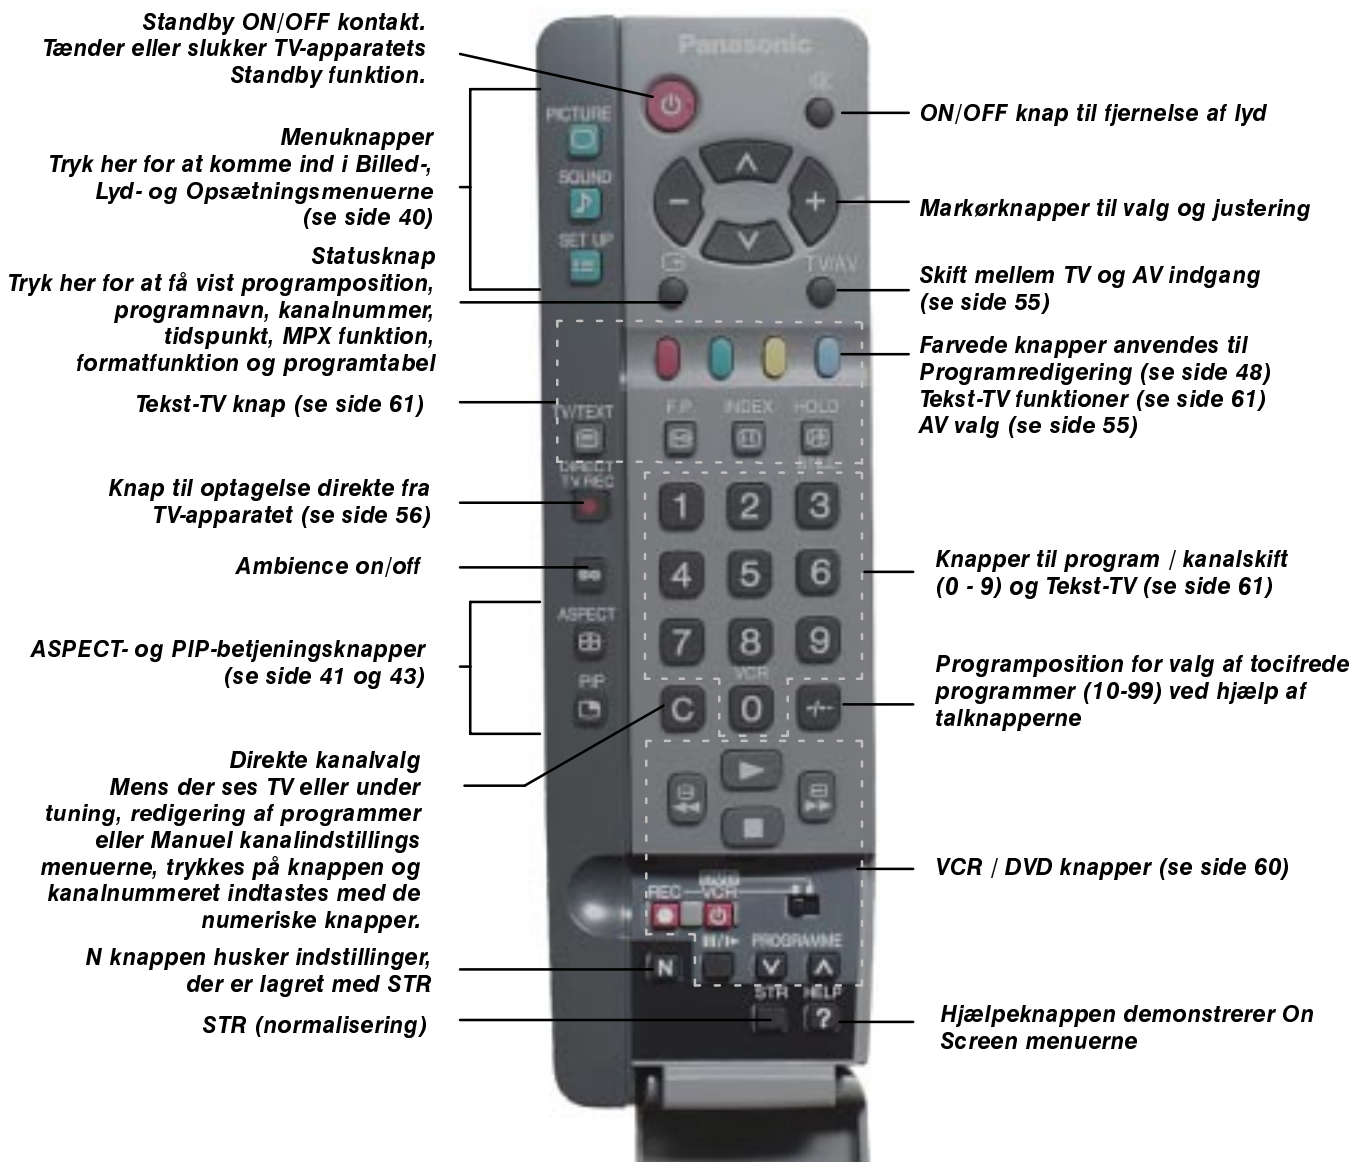 Standby ON/OFF kontakt.
Tænder eller slukker TV-apparatets
Standby funktion.
Menuknapper
Tryk her for at komme ind i Billed-,
Lyd- og Opsætningsmenuerne
(se side 40)
Statusknap
Tryk her for at få vist programposition,
programnavn, kanalnummer,
tidspunkt, MPX funktion,
formatfunktion og programtabel
Tekst-TV knap (se side 61)
Knap til optagelse direkte fra
TV-apparatet (se side 56)
Ambience on/off
ASPECT- og PIP-betjeningsknapper
(se side 41 og 43)
Direkte kanalvalg
Mens der ses TV eller under
tuning, redigering af programmer
eller Manuel kanalindstillings
menuerne, trykkes på knappen og
kanalnummeret indtastes med de
numeriske knapper.
N knappen husker indstillinger,
der er lagret med STR
STR (normalisering)
Panasonic
PICTURE
SOUND
SET UP
TV/AV
TV/TEXT
F.P.
INDEX
HOLD
DIRECT
TV REC
1
2
3
4
5
6
ASPECT
7
8
9
VCR
PIP
C
0
-/--
REC
VCR
PROGRAMME
N
STR
HELP
?
ON/OFF knap til fjernelse af lyd
Markørknapper til valg og justering
Skift mellem TV og AV indgang
(se side 55)
Farvede knapper anvendes til
Programredigering (se side 48)
Tekst-TV funktioner (se side 61)
AV valg (se side 55)
Knapper til program / kanalskift
(0 - 9) og Tekst-TV (se side 61)
Programposition for valg af tocifrede
programmer (10-99) ved hjælp af
talknapperne
VCR / DVD knapper (se side 60)
Hjælpeknappen demonstrerer On
Screen menuerne